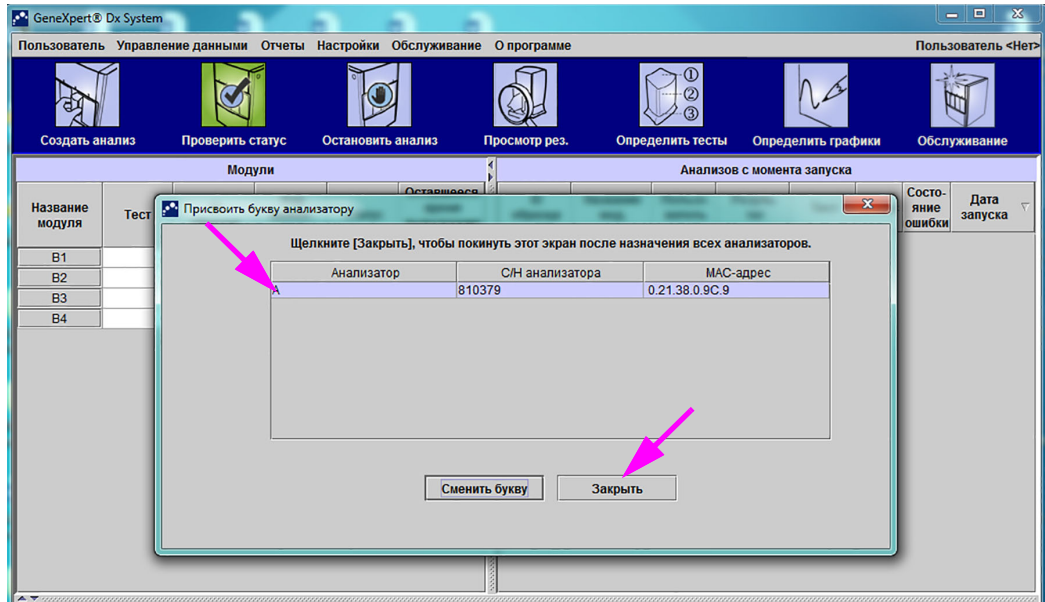 GeneXpert® Dx System
Пользователь Управление данными Отчеты Настройки Обслуживание О программе Пользователь <Нет>
Создать анализ Проверить статус Остановить анализ Просмотр рез. Определить тесты Определить графики Обслуживание
Модули Анализов с момента запуска
Название модуля Тест Оставшееся Состо-яние ошибки Дата запуска
Присвоить букву анализатору
Щелкните [Закрыть], чтобы покинуть этот экран после назначения всех анализаторов.
Анализатор С/Н анализатора MAC-адрес
A 810379 0.21.38.0.9C.9
B1
B2
B3
B4
Сменить букву Закрыть